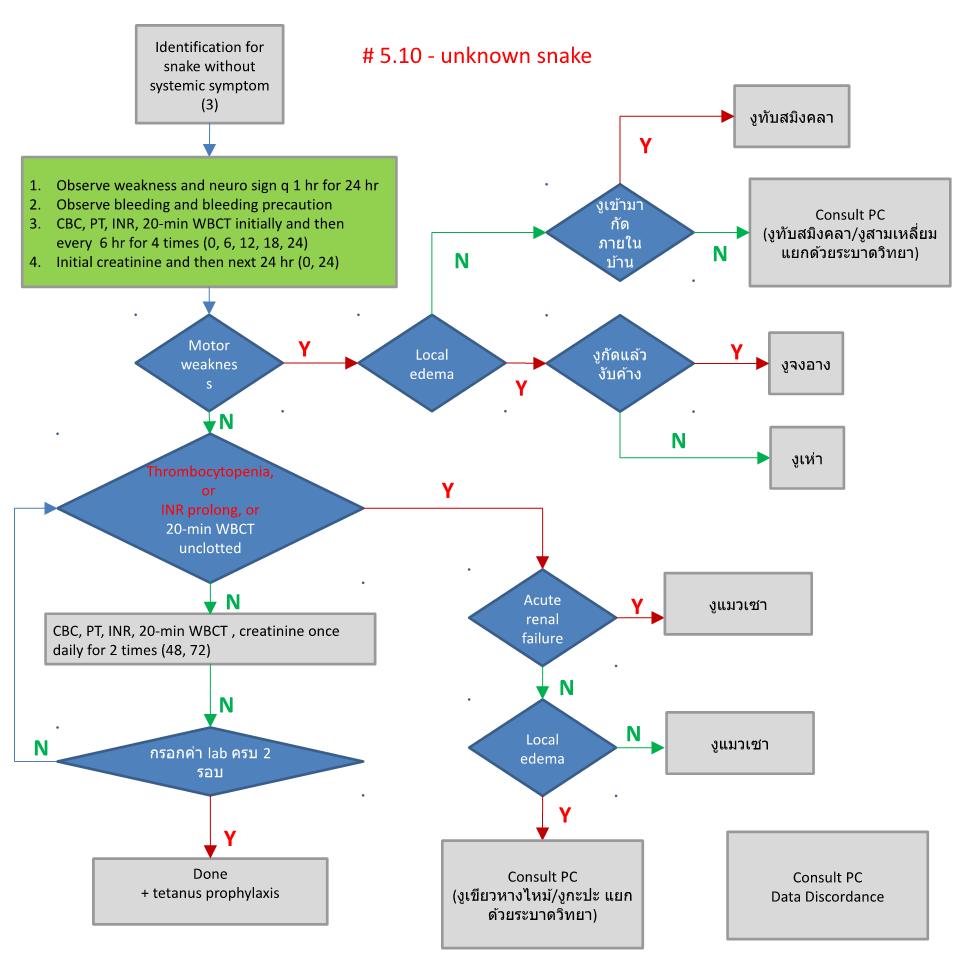 # 5.10 - unknown snake
Identification for
snake without
systemic symptom
(3)
1. Observe weakness and neuro sign q 1 hr for 24 hr
2. Observe bleeding and bleeding precaution
3. CBC, PT, INR, 20-min WBCT initially and then
every 6 hr for 4 times (0, 6, 12, 18, 24)
4. Initial creatinine and then next 24 hr (0, 24)
Motor
weaknes
s
Y
N
Local
edema
N
Y
งูเข้ามา
กัด
ภายใน
บ้าน
Y
งูทับสมิงคลา
N
Consult PC
(งูทับสมิงคลา/งูสามเหลี่ยม
แยกด้วยระบาดวิทยา)
งูกัดแล้ว
งับค้าง
Y
งูจงอาง
N
งูเห่า
Thrombocytopenia,
or
INR prolong, or
20-min WBCT
unclotted
Y
N
CBC, PT, INR, 20-min WBCT , creatinine once
daily for 2 times (48, 72)
N
กรอกค่า lab ครบ 2
รอบ
N
Y
Done
+ tetanus prophylaxis
Acute
renal
failure
Y
งูแมวเซา
N
Local
edema
N
งูแมวเซา
Y
Consult PC
(งูเขียวหางไหม้/งูกะปะ แยก
ด้วยระบาดวิทยา)
Consult PC
Data Discordance